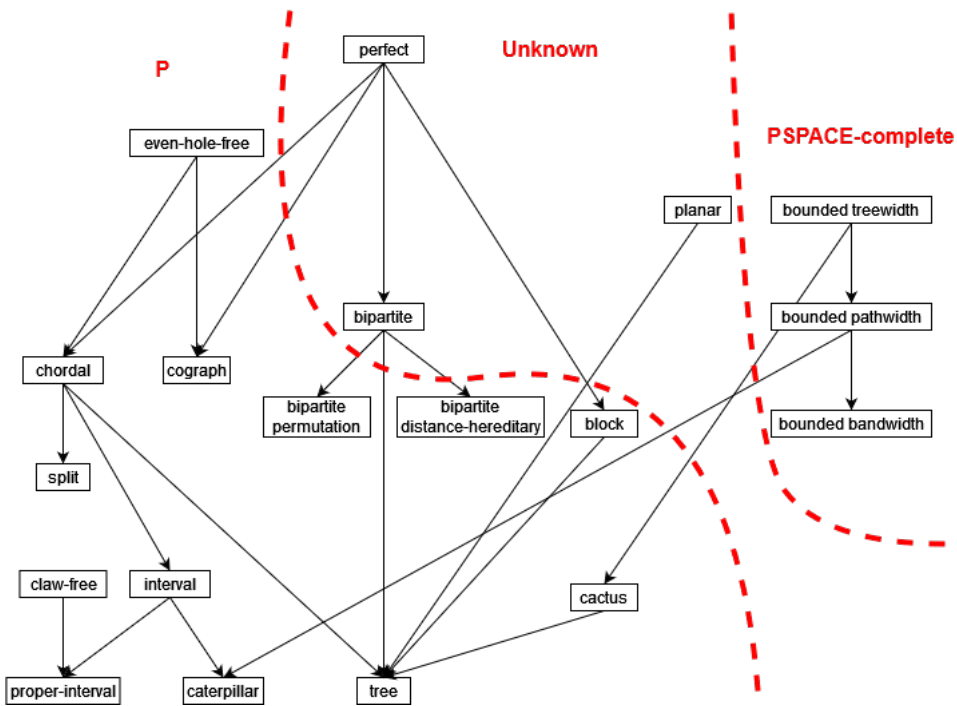 perfect
Unknown
P
PSPACE-complete
even-hole-free
planar
bounded treewidth
bipartite
bounded pathwidth
chordal
cograph
bipartite
permutation
bipartite
distance-hereditary
block
bounded bandwidth
split
claw-free
interval
cactus
proper-interval
caterpillar
tree